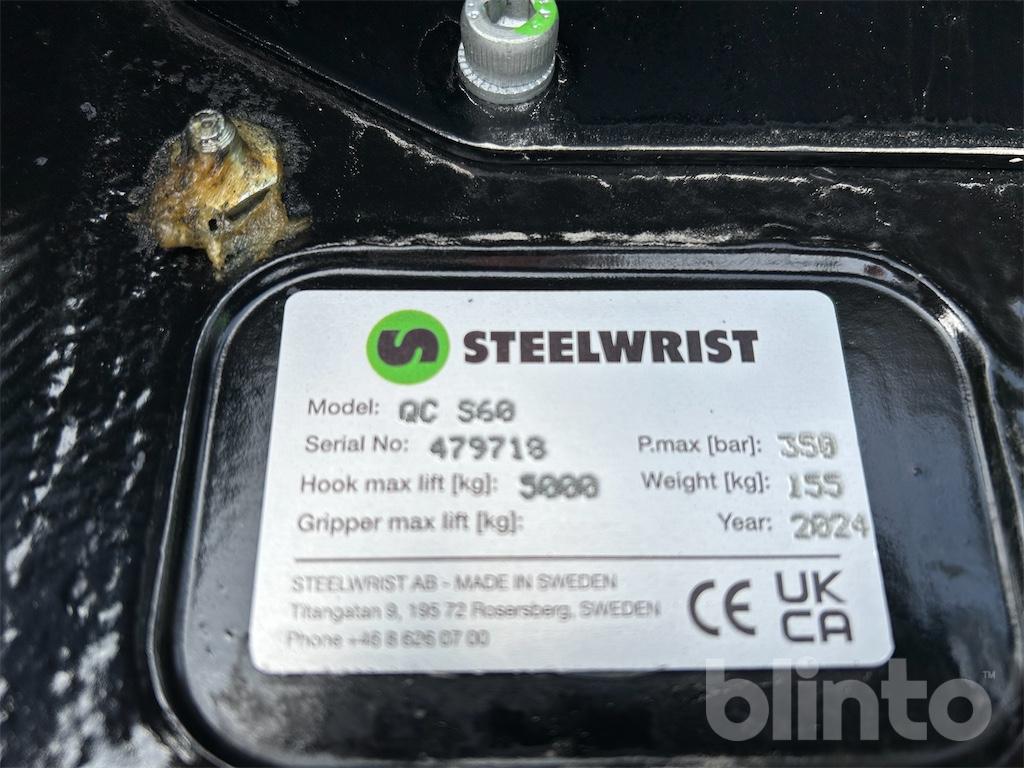 STEELWRIST
Model: QC S60
Serial No: 479718 P.max [bar]: 350
Hook max lift [kg]: 5000 Weight [kg]: 155
Gripper max lift [kg]: Year: 2024
STEELWRIST AB - MADE IN SWEDEN
Titangatan 9, 195 72 Rosersberg, SWEDEN
Phone +46 8 626 07 00
CE UK
CA
blinto™